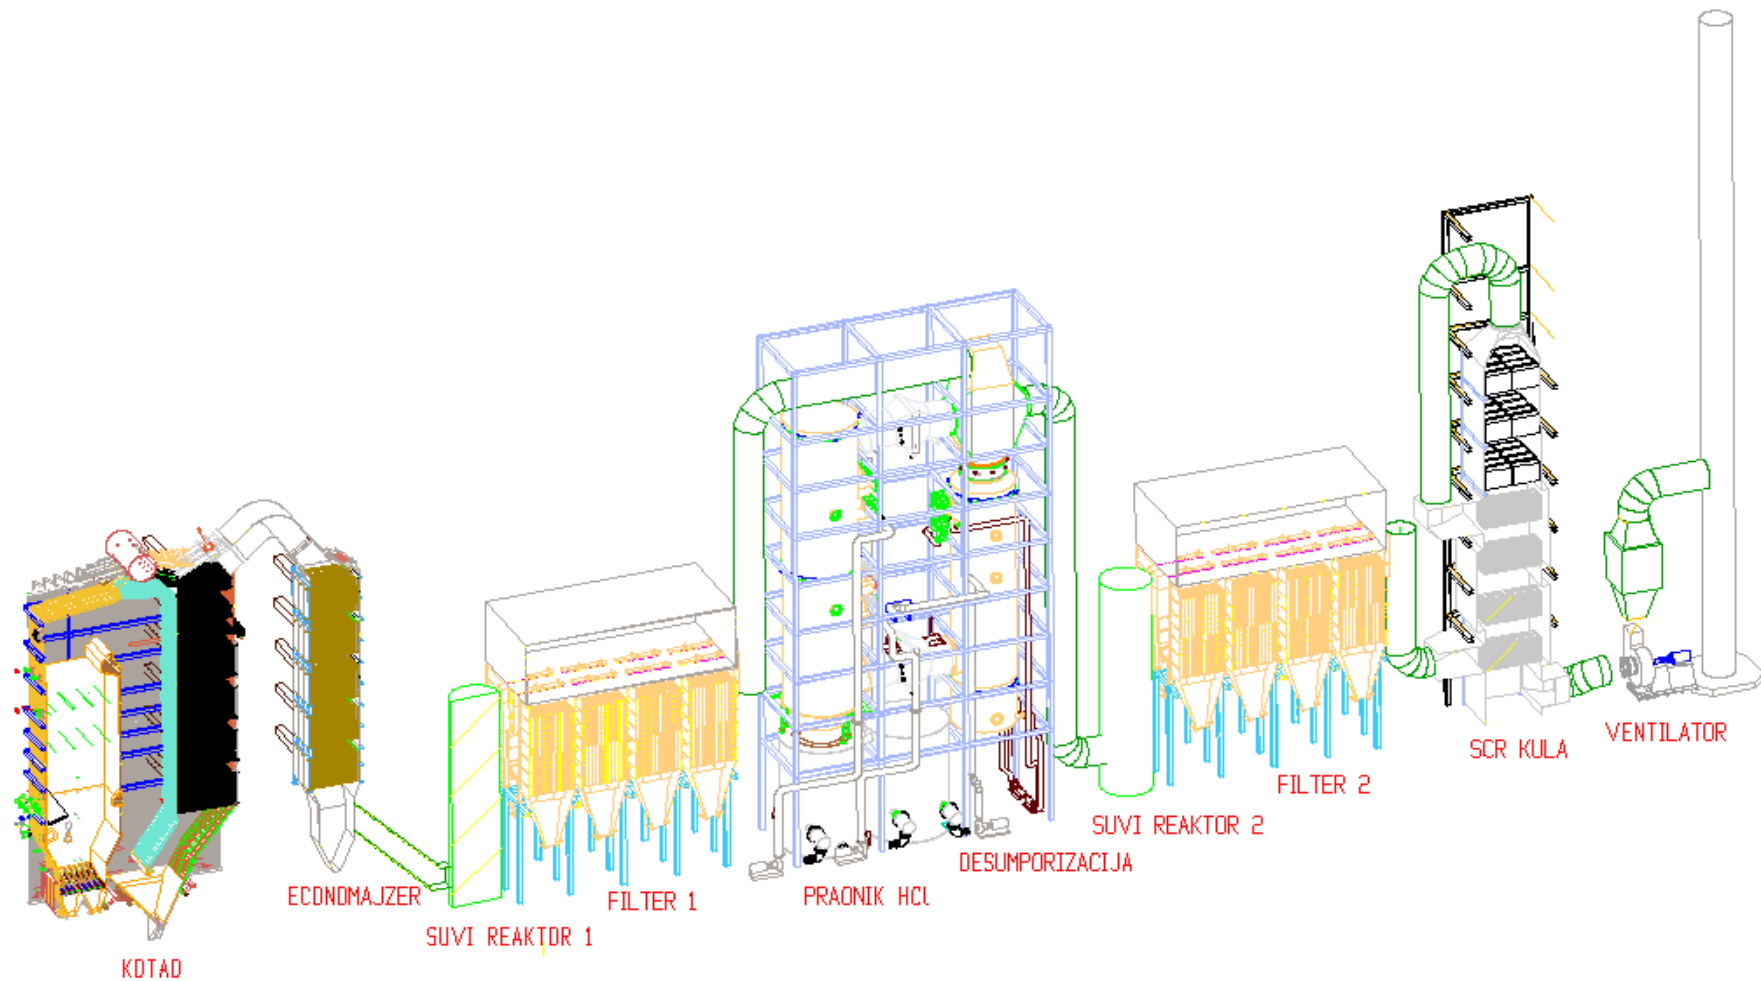 KOTAO
ECONOMAJZER
SUVI REAKTOR 1
FILTER 1
PRAONIK HCl
DESUMPORIZACIJA
SUVI REAKTOR 2
FILTER 2
SCR KULA
VENTILATOR